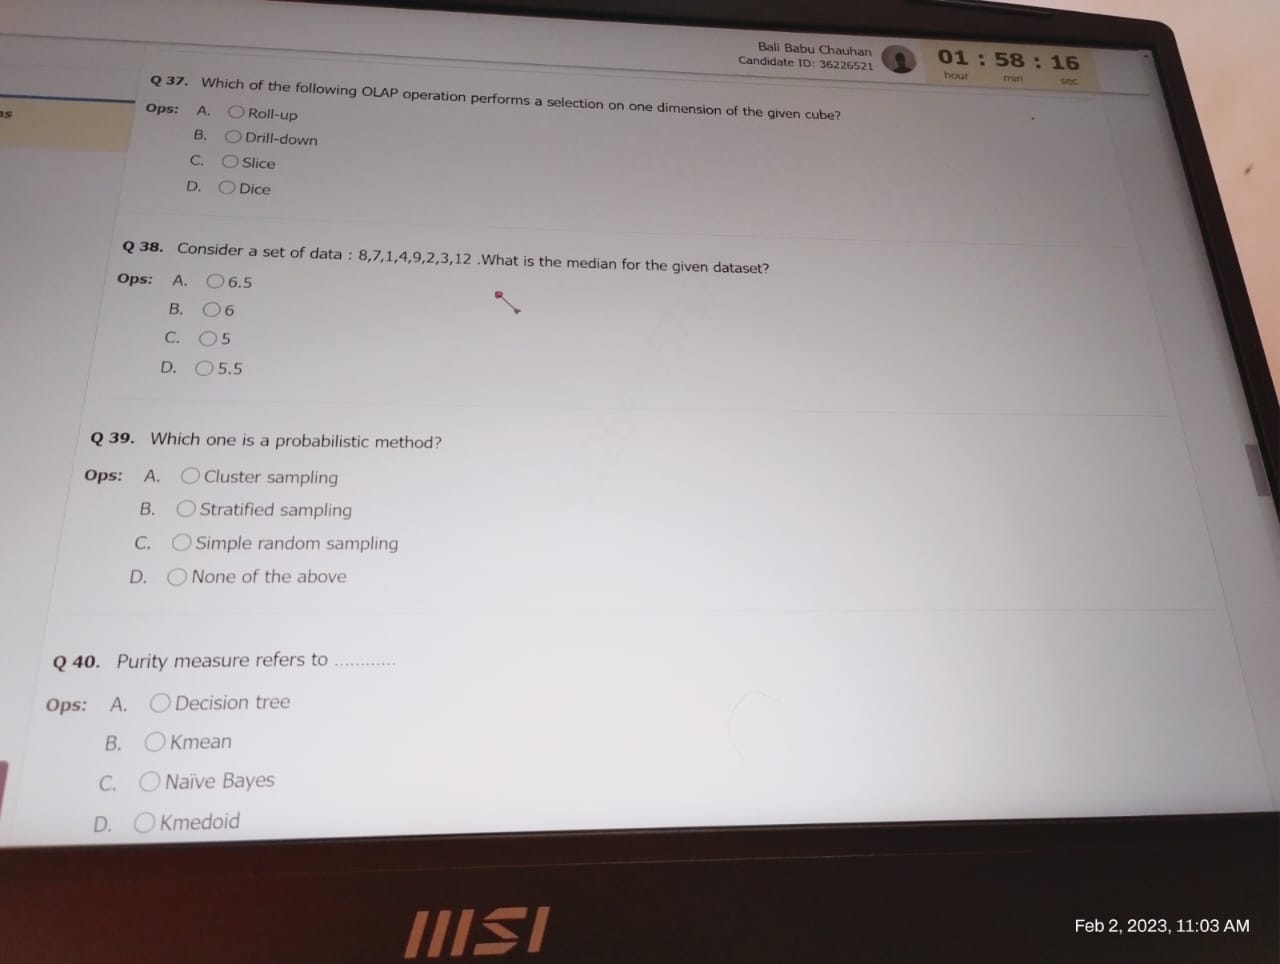 Bali Babu Chauhan
Candidate ID: 36226521
01 : 58 : 16
hour min sec
as
Q 37. Which of the following OLAP operation performs a selection on one dimension of the given cube?
Ops: A. Roll-up
B. Drill-down
C. Slice
D. Dice
Q 38. Consider a set of data : 8,7,1,4,9,2,3,12 .What is the median for the given dataset?
Ops: A. 6.5
B. 6
C. 5
D. 5.5
Q 39. Which one is a probabilistic method?
Ops: A. Cluster sampling
B. Stratified sampling
C. Simple random sampling
D. None of the above
Q 40. Purity measure refers to ............
Ops: A. Decision tree
B. Kmean
C. Naïve Bayes
D. Kmedoid
msi
Feb 2, 2023, 11:03 AM